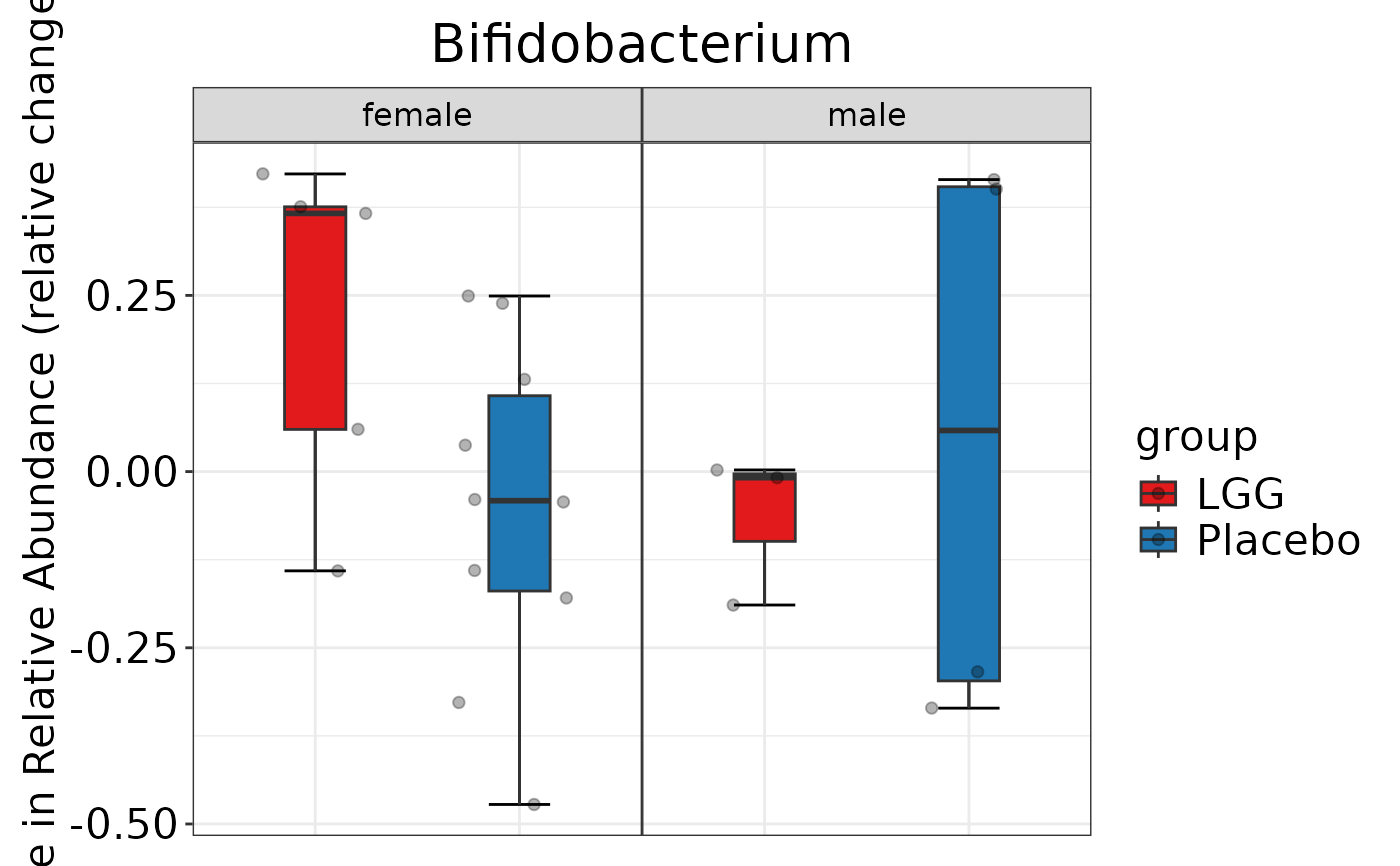 Bifidobacterium
female
male
e in Relative Abundance (relative change
0.25
0.00
-0.25
-0.50
group
LGG
Placebo